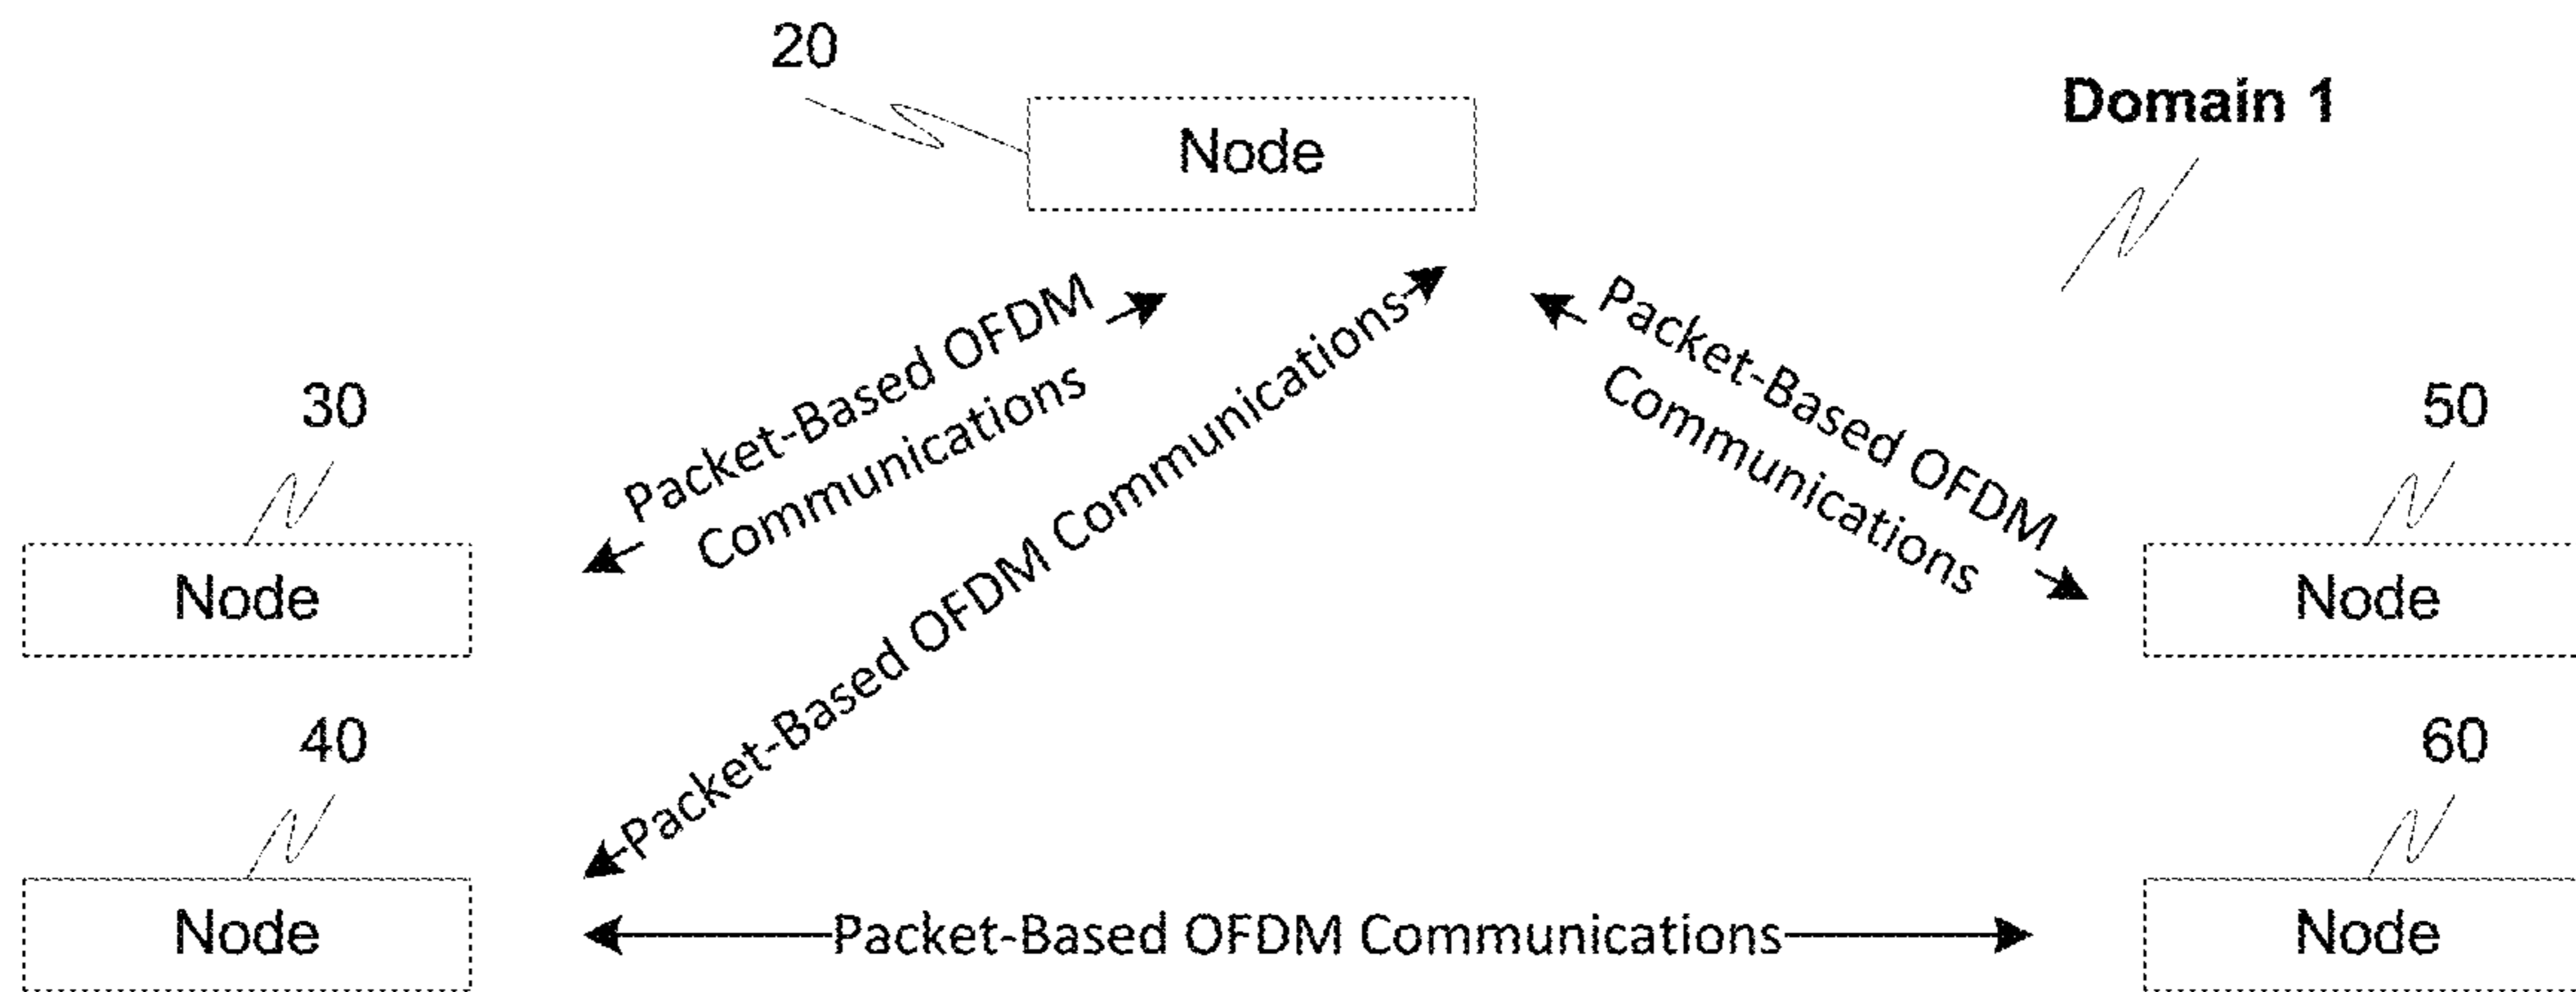 20
Domain 1
Node
Packet-Based OFDM
Communications
Packet-Based OFDM Communications
Packet-Based OFDM
Communications
30
50
Node
Node
40
60
Node
Packet-Based OFDM Communications
Node